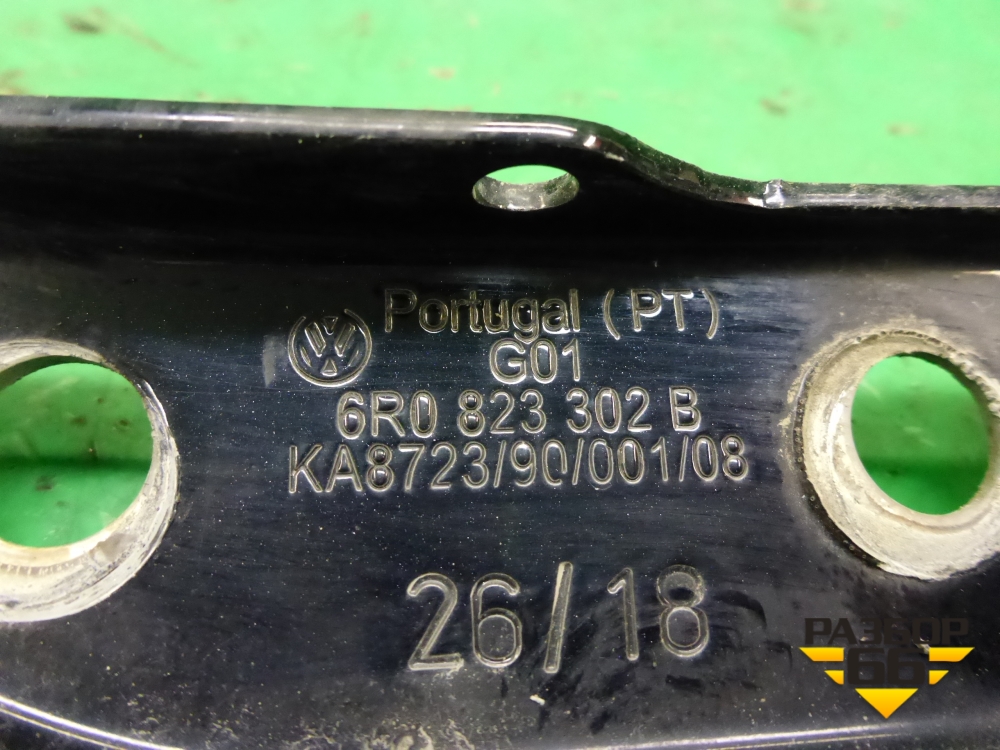 Portugal (PT)
G01
6R0 823 302 B
KA8723/90/001/08
26/18
РАЗБОР
66